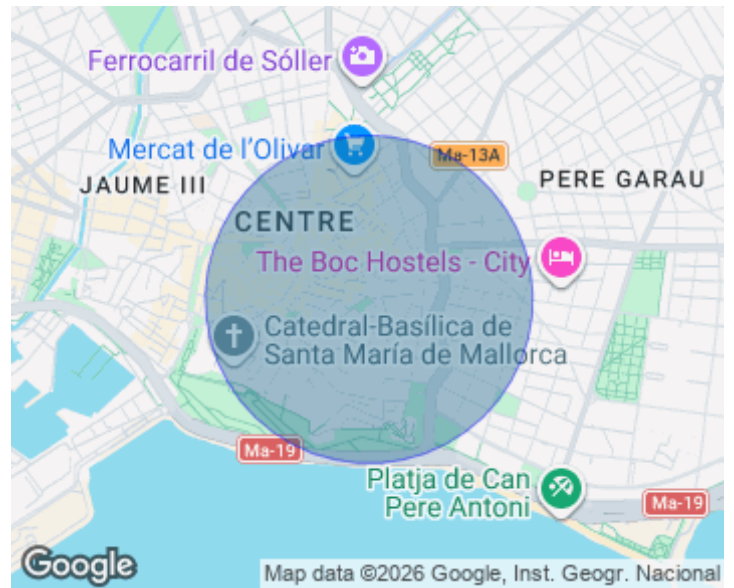 Ferrocarril de Sóller
Mercat de l'Olivar
Ma-13A
JAUME III
PERE GARAU
CENTRE
The Boc Hostels - City
Catedral-Basílica de
Santa María de Mallorca
Ma-19
Platja de Can
Pere Antoni
Ma-19
Google
Map data ©2026 Google, Inst. Geogr. Nacional